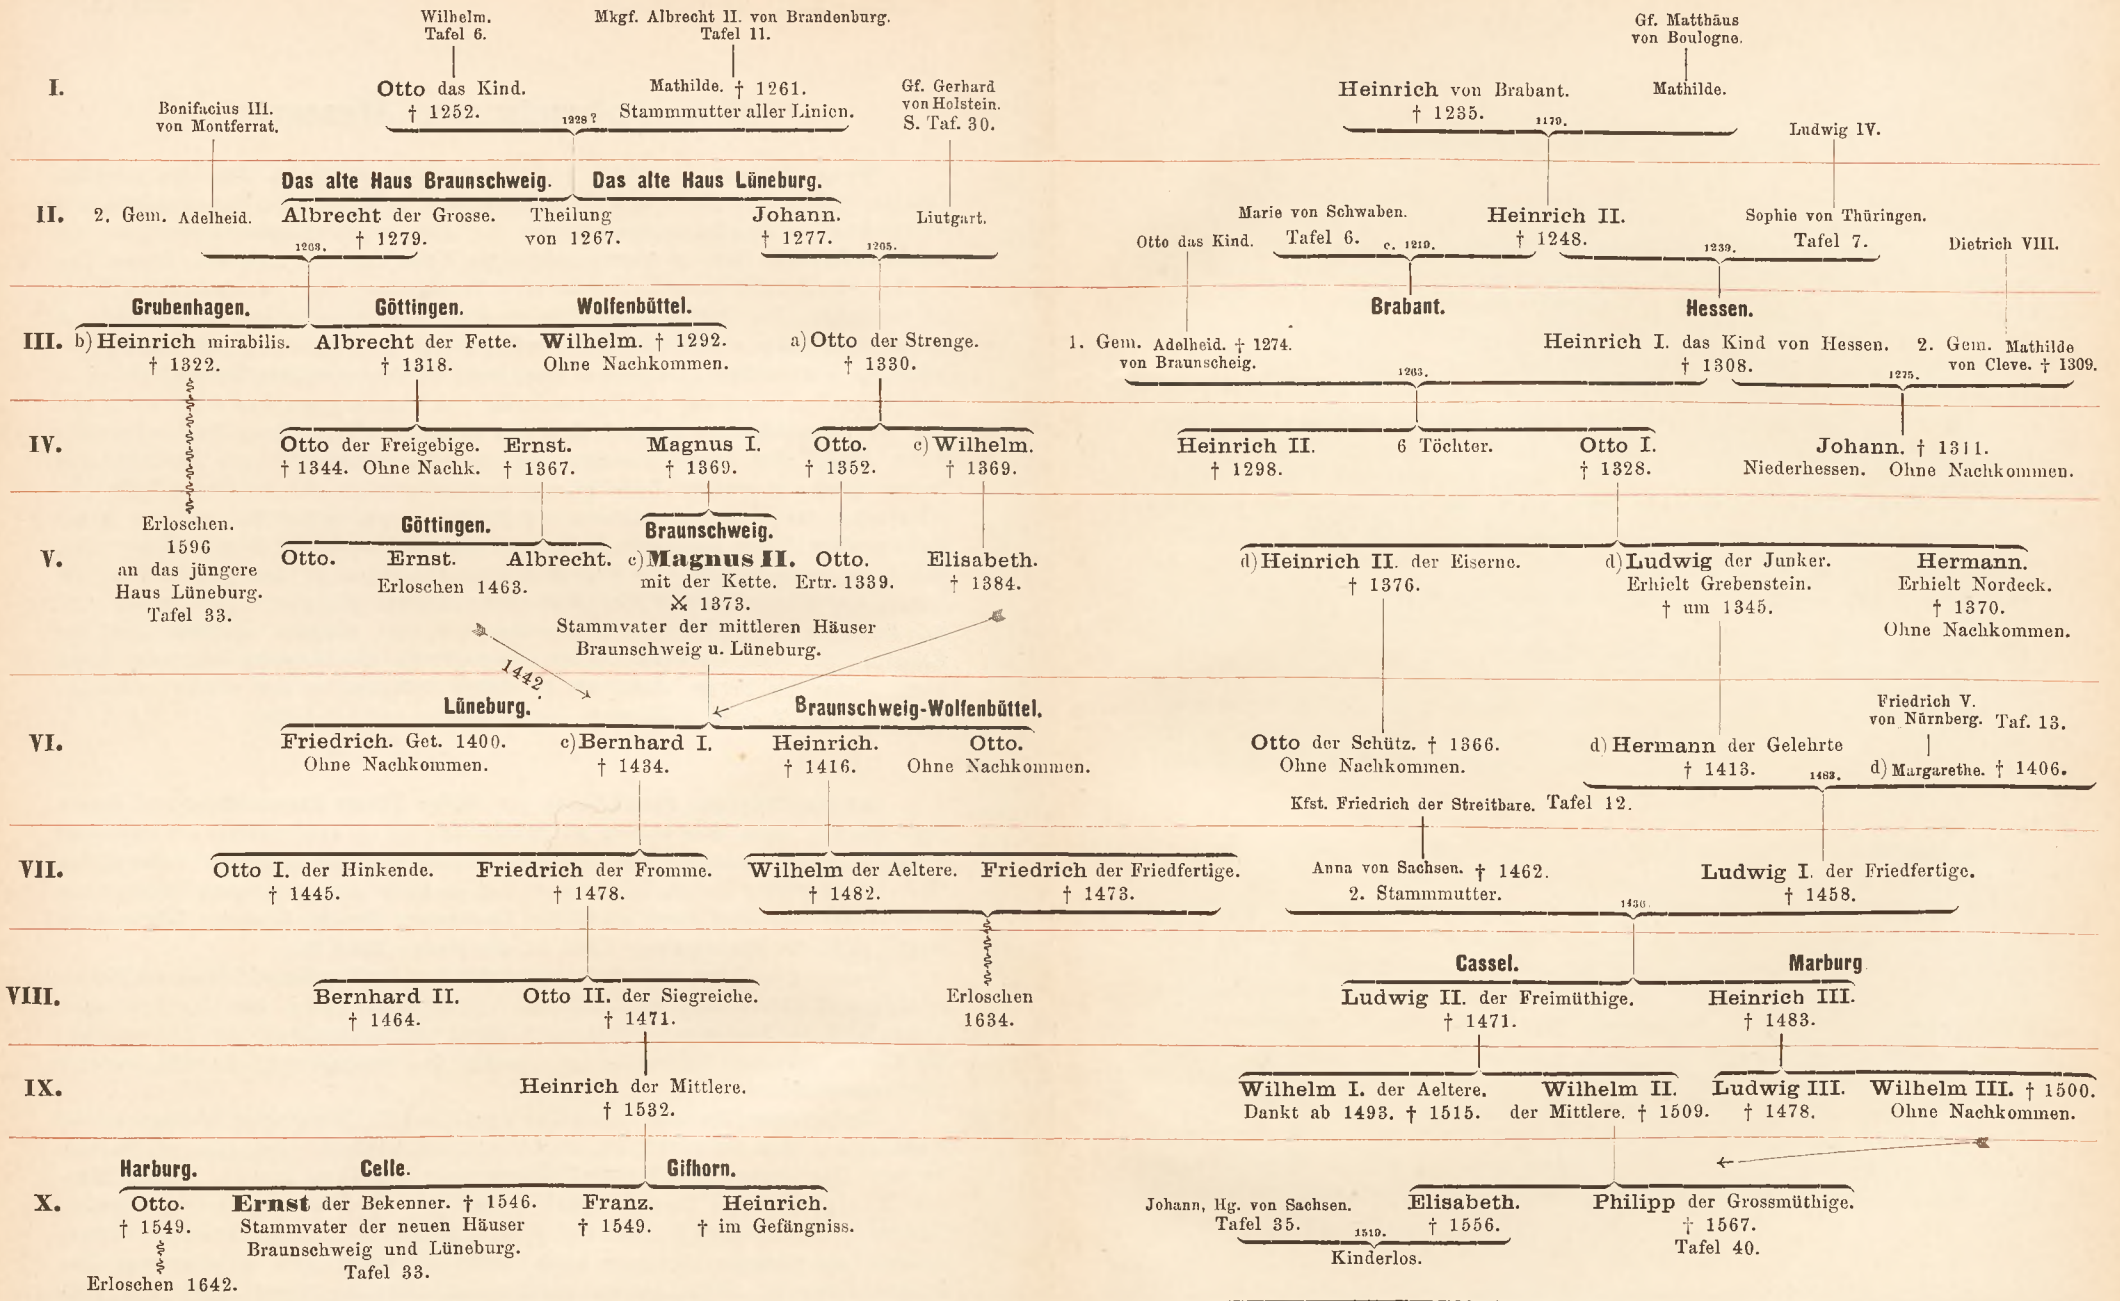 Wilhelm.
Tafel 6.
Mkgf. Albrecht II. von Brandenburg.
Tafel 11.
Gf. Matthäus
von Boulogne.
I.
Bonifacius III.
von Montferrat.
Otto das Kind.
† 1252.
1228?
Mathilde. † 1261.
Stammmutter aller Linien.
Gf. Gerhard
von Holstein.
S. Taf. 30.
Heinrich von Brabant.
† 1235.
1179.
Mathilde.
Ludwig IV.
Das alte Haus Braunschweig.
Das alte Haus Lüneburg.
II.
2. Gem. Adelheid.
1263.
Albrecht der Grosse.
† 1279.
Theilung
von 1267.
Johann.
† 1277.
1265.
Liutgart.
Otto das Kind.
Marie von Schwaben.
Tafel 6.
c. 1219.
Heinrich II.
† 1248.
1239.
Sophie von Thüringen.
Tafel 7.
Dietrich VIII.
Grubenhagen.
Göttingen.
Wolfenbüttel.
Brabant.
Hessen.
III.
b) Heinrich mirabilis.
† 1322.
Albrecht der Fette.
† 1318.
Wilhelm. † 1292.
Ohne Nachkommen.
a) Otto der Strenge.
† 1330.
1. Gem. Adelheid. † 1274.
von Braunscheig.
1263.
Heinrich I. das Kind von Hessen.
† 1308.
1275.
2. Gem. Mathilde
von Cleve. † 1309.
IV.
Otto der Freigebige.
† 1344. Ohne Nachk.
Ernst.
† 1367.
Magnus I.
† 1369.
Otto.
† 1352.
c) Wilhelm.
† 1369.
Heinrich II.
† 1298.
6 Töchter.
Otto I.
† 1328.
Johann. † 1311.
Niederhessen. Ohne Nachkommen.
V.
Erloschen.
1596
an das jüngere
Haus Lüneburg.
Tafel 33.
Göttingen.
Otto.
Ernst.
Albrecht.
Erloschen 1463.
Braunschweig.
c) Magnus II.
mit der Kette.
⚔ 1373.
Stammvater der mittleren Häuser
Braunschweig u. Lüneburg.
Otto.
Ertr. 1339.
Elisabeth.
† 1384.
d) Heinrich II. der Eiserne.
† 1376.
d) Ludwig der Junker.
Erhielt Grebenstein.
† um 1345.
Hermann.
Erhielt Nordeck.
† 1370.
Ohne Nachkommen.
1442.
Lüneburg.
Braunschweig-Wolfenbüttel.
Friedrich V.
von Nürnberg. Taf. 13.
VI.
Friedrich. Get. 1400.
Ohne Nachkommen.
c) Bernhard I.
† 1434.
Heinrich.
† 1416.
Otto.
Ohne Nachkommen.
Otto der Schütz. † 1366.
Ohne Nachkommen.
d) Hermann der Gelehrte
† 1413.
1483.
d) Margarethe. † 1406.
Kfst. Friedrich der Streitbare. Tafel 12.
VII.
Otto I. der Hinkende.
† 1445.
Friedrich der Fromme.
† 1478.
Wilhelm der Aeltere.
† 1482.
Friedrich der Friedfertige.
† 1473.
Anna von Sachsen. † 1462.
2. Stammmutter.
1436.
Ludwig I. der Friedfertige.
† 1458.
Cassel.
Marburg
VIII.
Bernhard II.
† 1464.
Otto II. der Siegreiche.
† 1471.
Erloschen
1634.
Ludwig II. der Freimüthige.
† 1471.
Heinrich III.
† 1483.
IX.
Heinrich der Mittlere.
† 1532.
Wilhelm I. der Aeltere.
Dankt ab 1493. † 1515.
Wilhelm II.
der Mittlere. † 1509.
Ludwig III.
† 1478.
Wilhelm III. † 1500.
Ohne Nachkommen.
Harburg.
Celle.
Gifhorn.
X.
Otto.
† 1549.
Erloschen 1642.
Ernst der Bekenner. † 1546.
Stammvater der neuen Häuser
Braunschweig und Lüneburg.
Tafel 33.
Franz.
† 1549.
Heinrich.
† im Gefängniss.
Johann, Hg. von Sachsen.
Tafel 35.
1519.
Elisabeth.
† 1556.
Kinderlos.
Philipp der Grossmüthige.
† 1567.
Tafel 40.